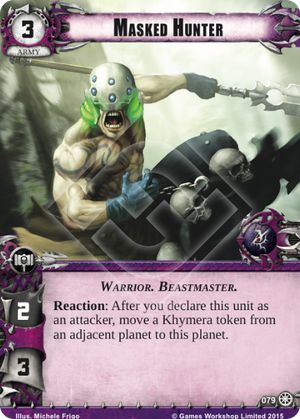 3
MASKED HUNTER
ARMY
WARRIOR. BEASTMASTER.
Reaction: After you declare this unit as
an attacker, move a Khymera token from
an adjacent planet to this planet.
2
3
079
Illus. Michele Frigo
© Games Workshop Limited 2015